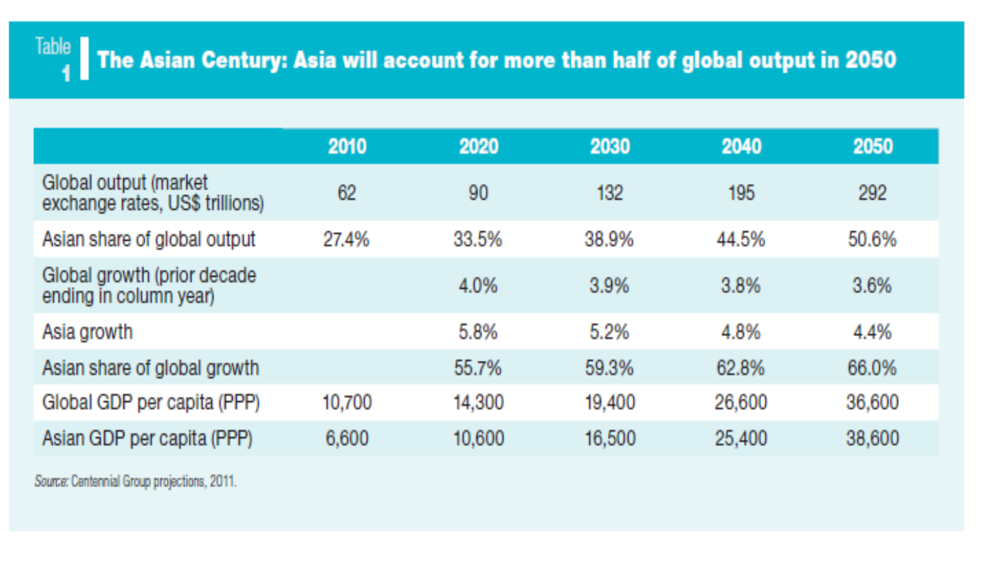 Table
1
The Asian Century: Asia will account for more than half of global output in 2050
2010 2020 2030 2040 2050
Global output (market
exchange rates, US$ trillions) 62 90 132 195 292
Asian share of global output 27.4% 33.5% 38.9% 44.5% 50.6%
Global growth (prior decade
ending in column year) 4.0% 3.9% 3.8% 3.6%
Asia growth 5.8% 5.2% 4.8% 4.4%
Asian share of global growth 55.7% 59.3% 62.8% 66.0%
Global GDP per capita (PPP) 10,700 14,300 19,400 26,600 36,600
Asian GDP per capita (PPP) 6,600 10,600 16,500 25,400 38,600
Source: Centennial Group projections, 2011.